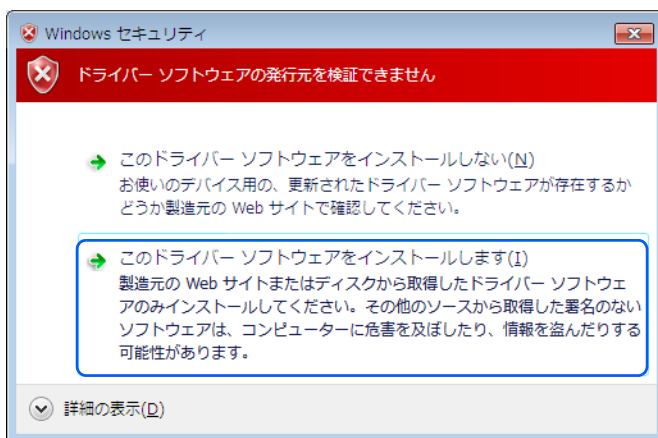 Windows セキュリティ
ドライバー ソフトウェアの発行元を検証できません
このドライバー ソフトウェアをインストールしない(N)
お使いのデバイス用の、更新されたドライバー ソフトウェアが存在するか
どうか製造元の Web サイトで確認してください。
このドライバー ソフトウェアをインストールします(I)
製造元の Web サイトまたはディスクから取得したドライバー ソフトウェ
アのみインストールしてください。その他のソースから取得した署名のない
ソフトウェアは、コンピューターに危害を及ぼしたり、情報を盗んだりする
可能性があります。
詳細の表示(D)